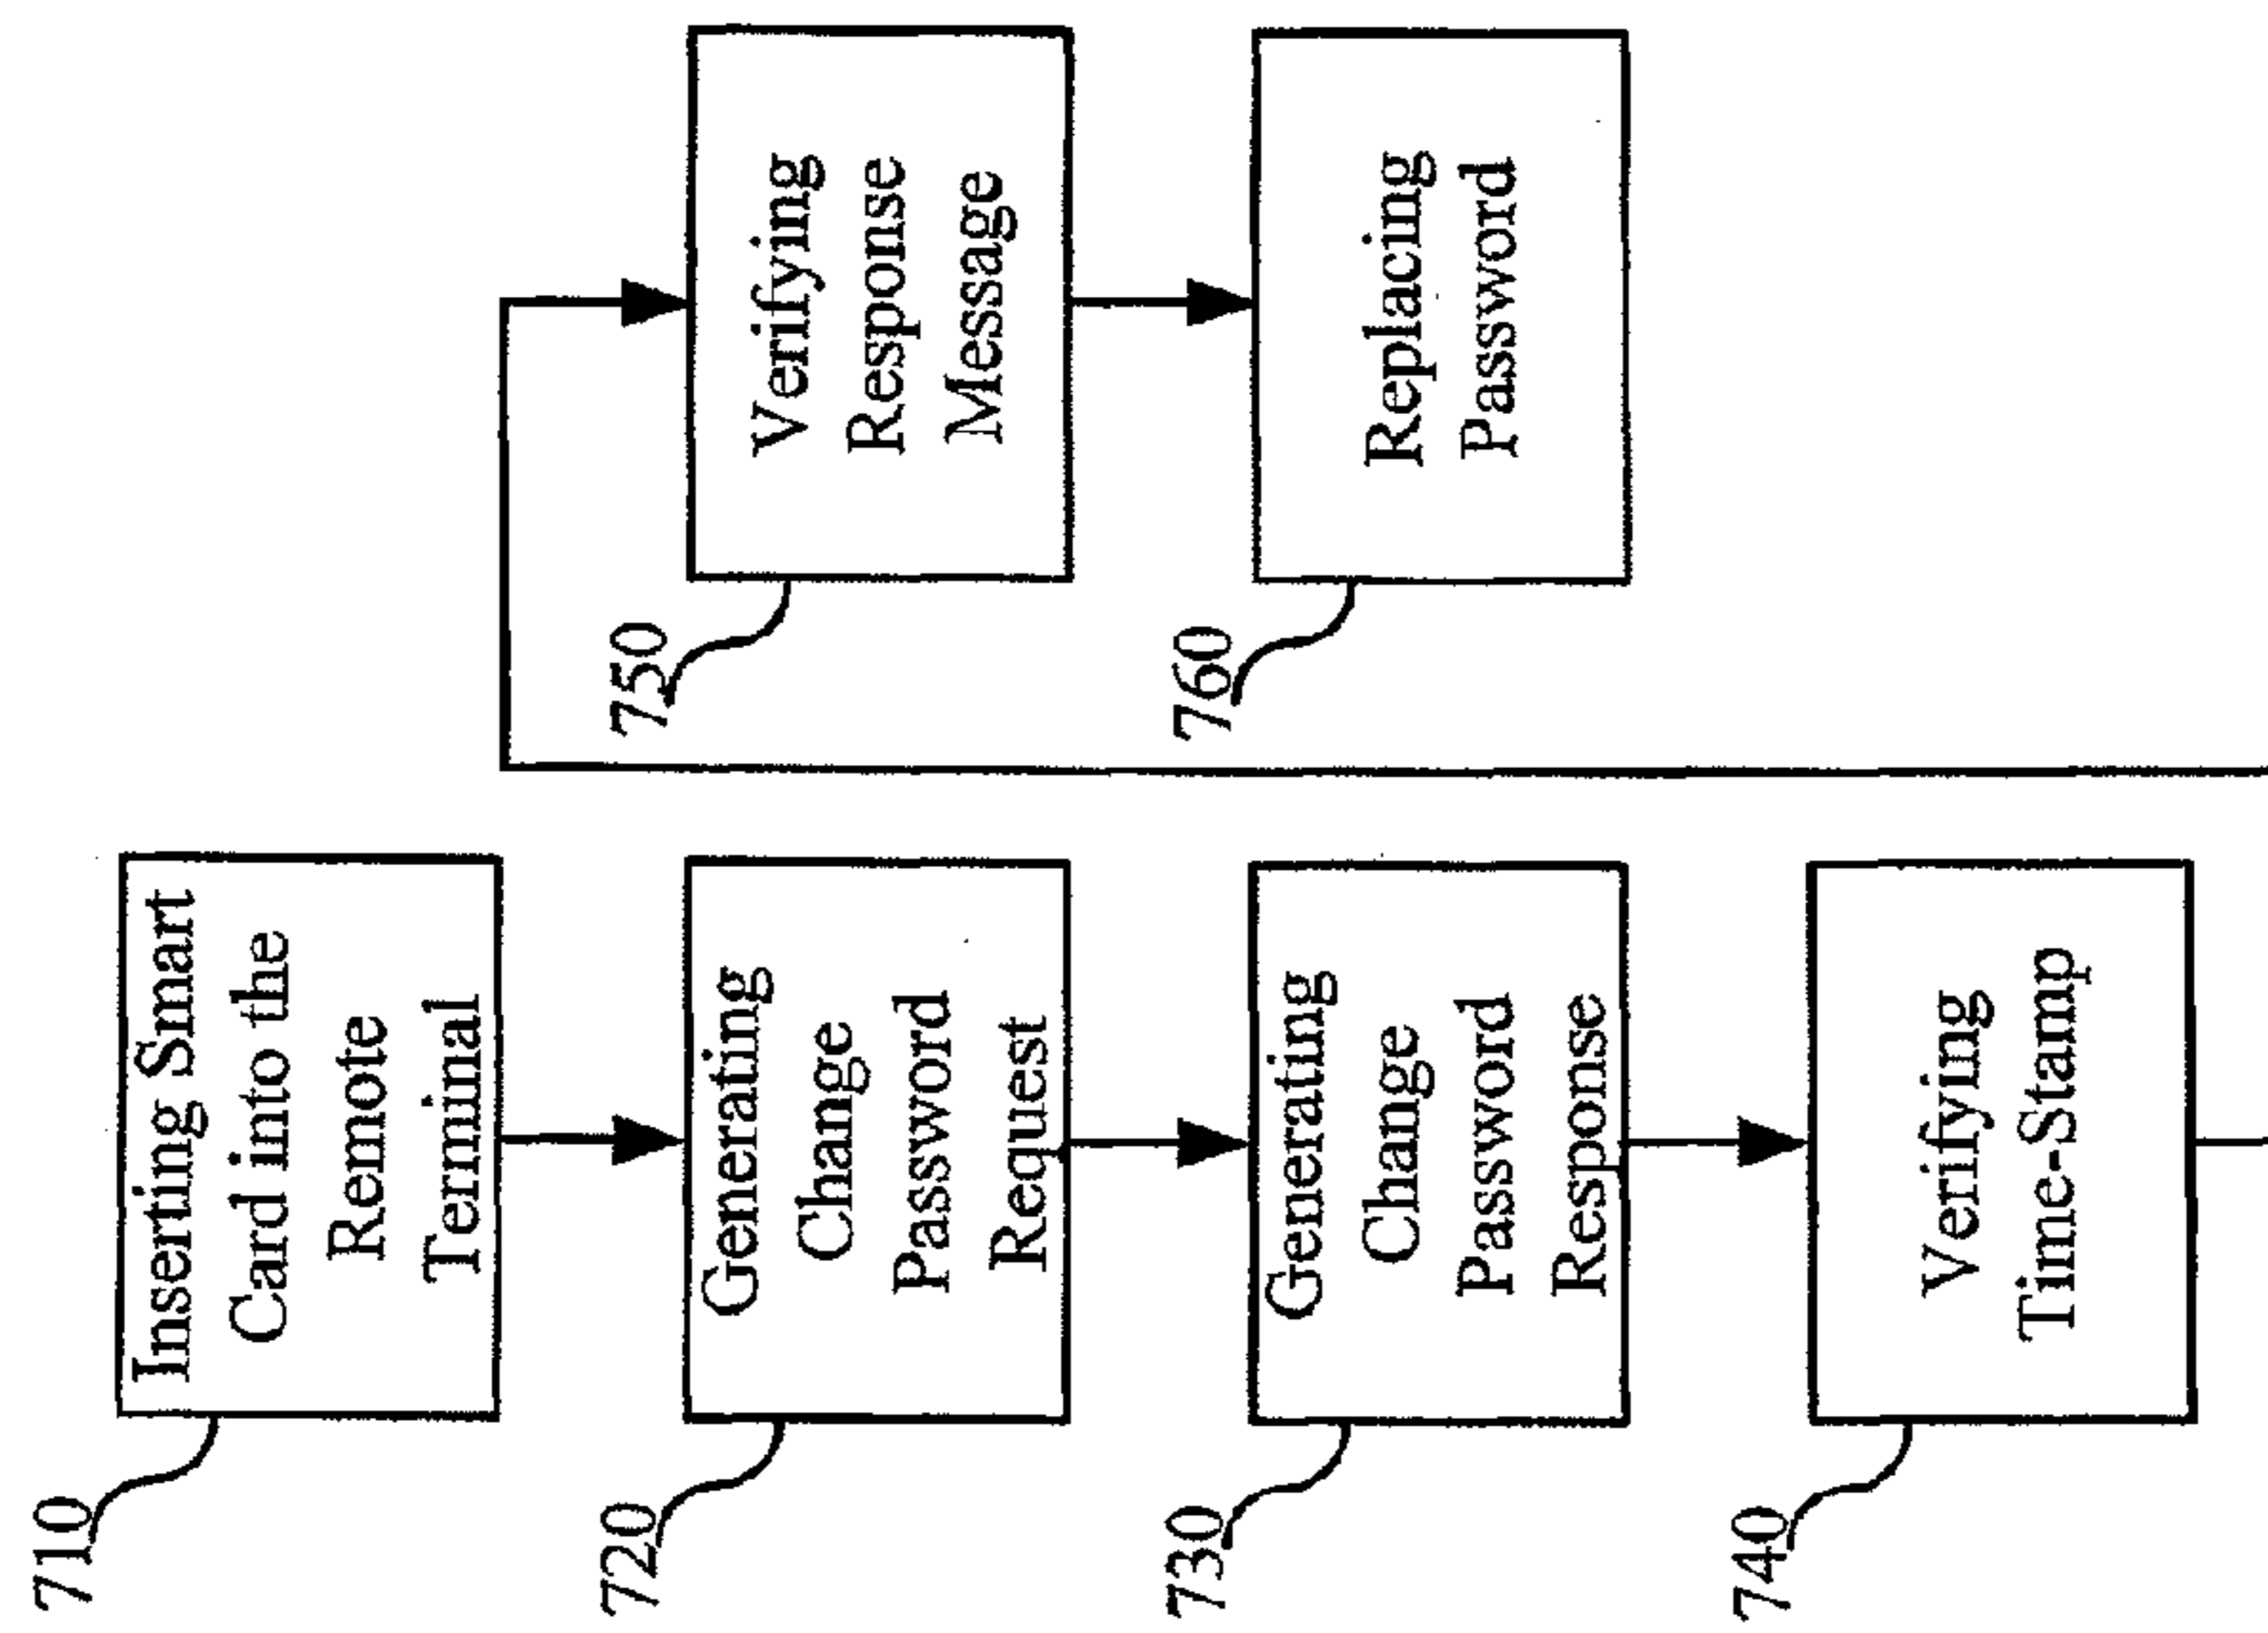 710
Inserting Smart
Card into the
Remote
Terminal
720
Generating
Change
Password
Request
730
Generating
Change
Password
Response
740
Verifying
Time-Stamp
750
Verifying
Response
Message
760
Replacing
Password